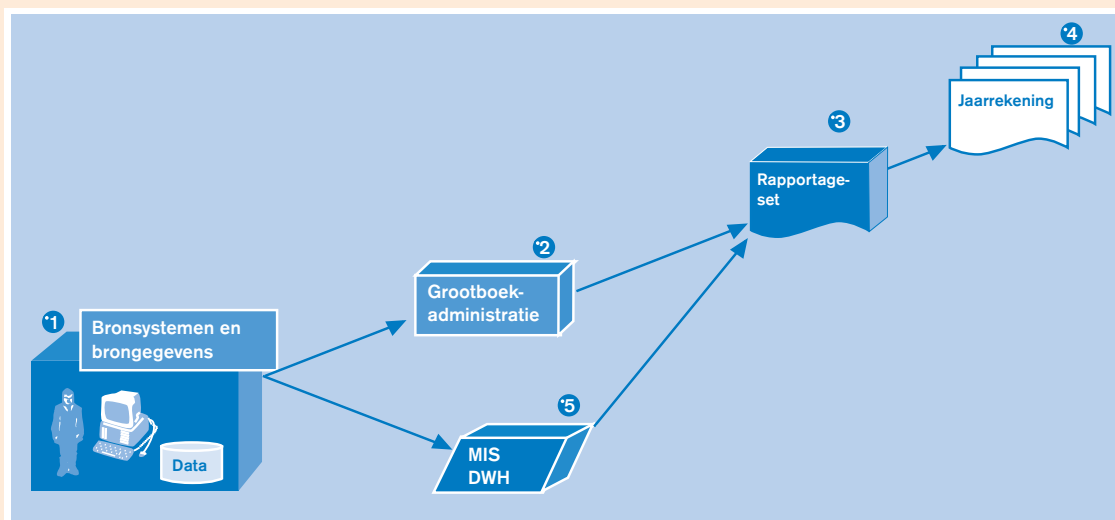 4
Jaarrekening
3
Rapportage-
set
2
Grootboek-
administratie
1
Bronsystemen en
brongegevens
Data
5
MIS
DWH